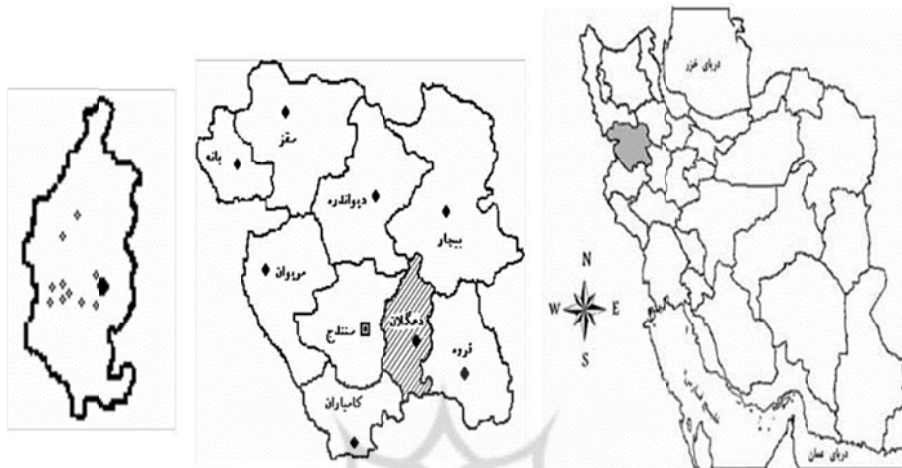 دریای خزر
سقز
بانه
دیواندره
بیجار
مریوان
N
W E
S
دهگلان
سنندج
قروه
کامیاران
دریای عمان